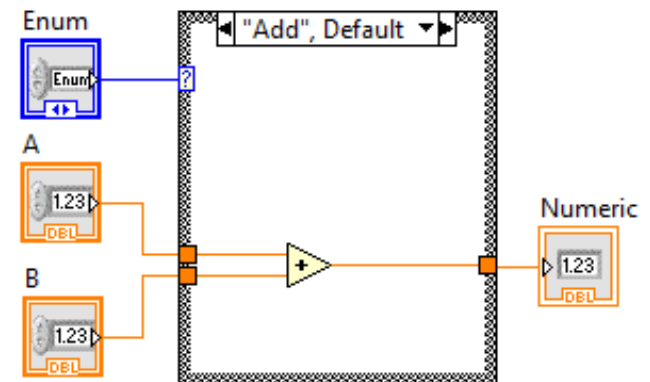 Enum
"Add", Default
Enum
?
A
1.23
DBL
+
B
1.23
DBL
Numeric
1.23
DBL